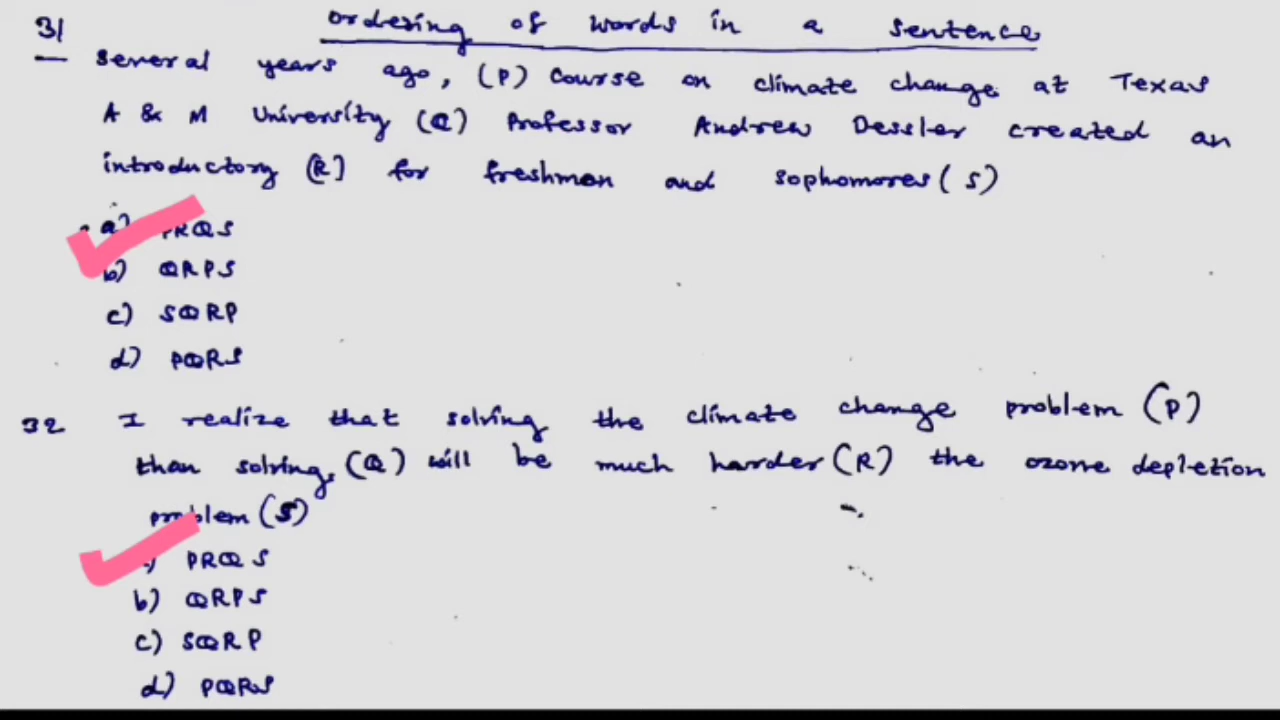 31 ordering of words in a sentence
several years ago, (P) course on climate change at Texas
A & M University (Q) Professor Andrew Dessler created an
introductory (R] for freshmen and sophomores (S)
a) PRQS
b) QRPS
c) SQRP
d) PQRS
32 I realize that solving the climate change problem (P)
than solving, (Q) will be much harder (R) the ozone depletion
problem (S)
) PRQS
b) QRPS
c) SQRP
d) PQRS